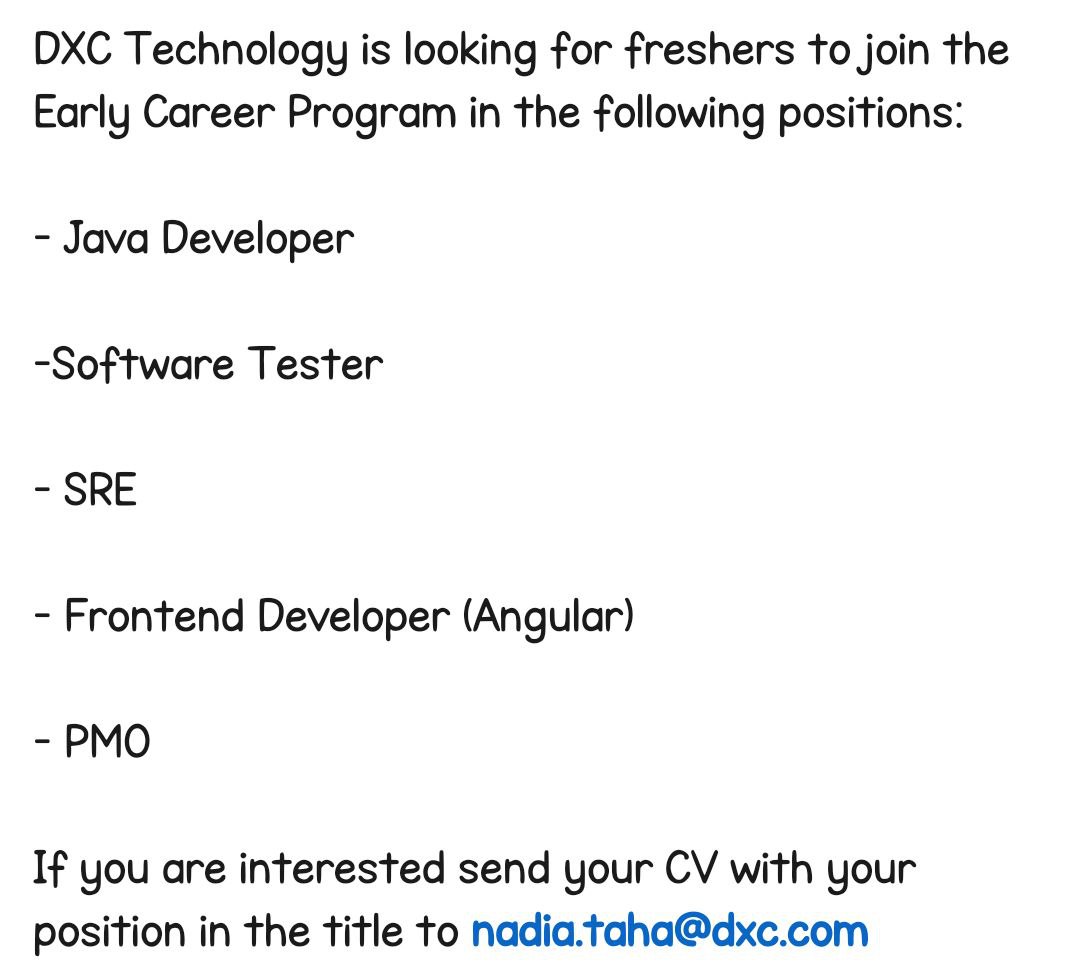 DXC Technology is looking for freshers to join the
Early Career Program in the following positions:
- Java Developer
-Software Tester
- SRE
- Frontend Developer (Angular)
- PMO
If you are interested send your CV with your
position in the title to nadia.taha@dxc.com